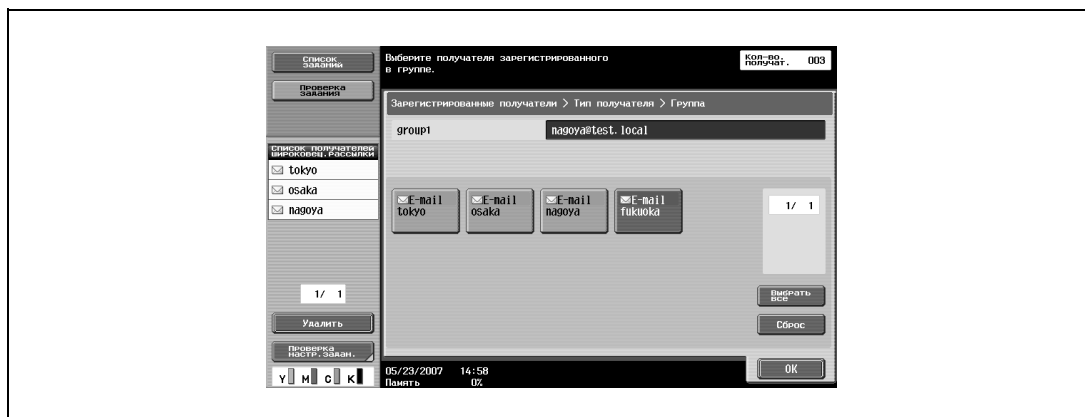 Список заданий
Проверка задания
Выберите получателя зарегистрированного
в группе.
Кол-во. получат. 003
Зарегистрированные получатели > Тип получателя > Группа
group1
nagoya@test.local
Список получателей
широковещ.рассылки
tokyo
osaka
nagoya
E-mail tokyo
E-mail osaka
E-mail nagoya
E-mail fukuoka
1/ 1
Выбрать все
Сброс
1/ 1
Удалить
Проверка
настр.задан.
Y M C K
05/23/2007 14:58
Память 0%
OK